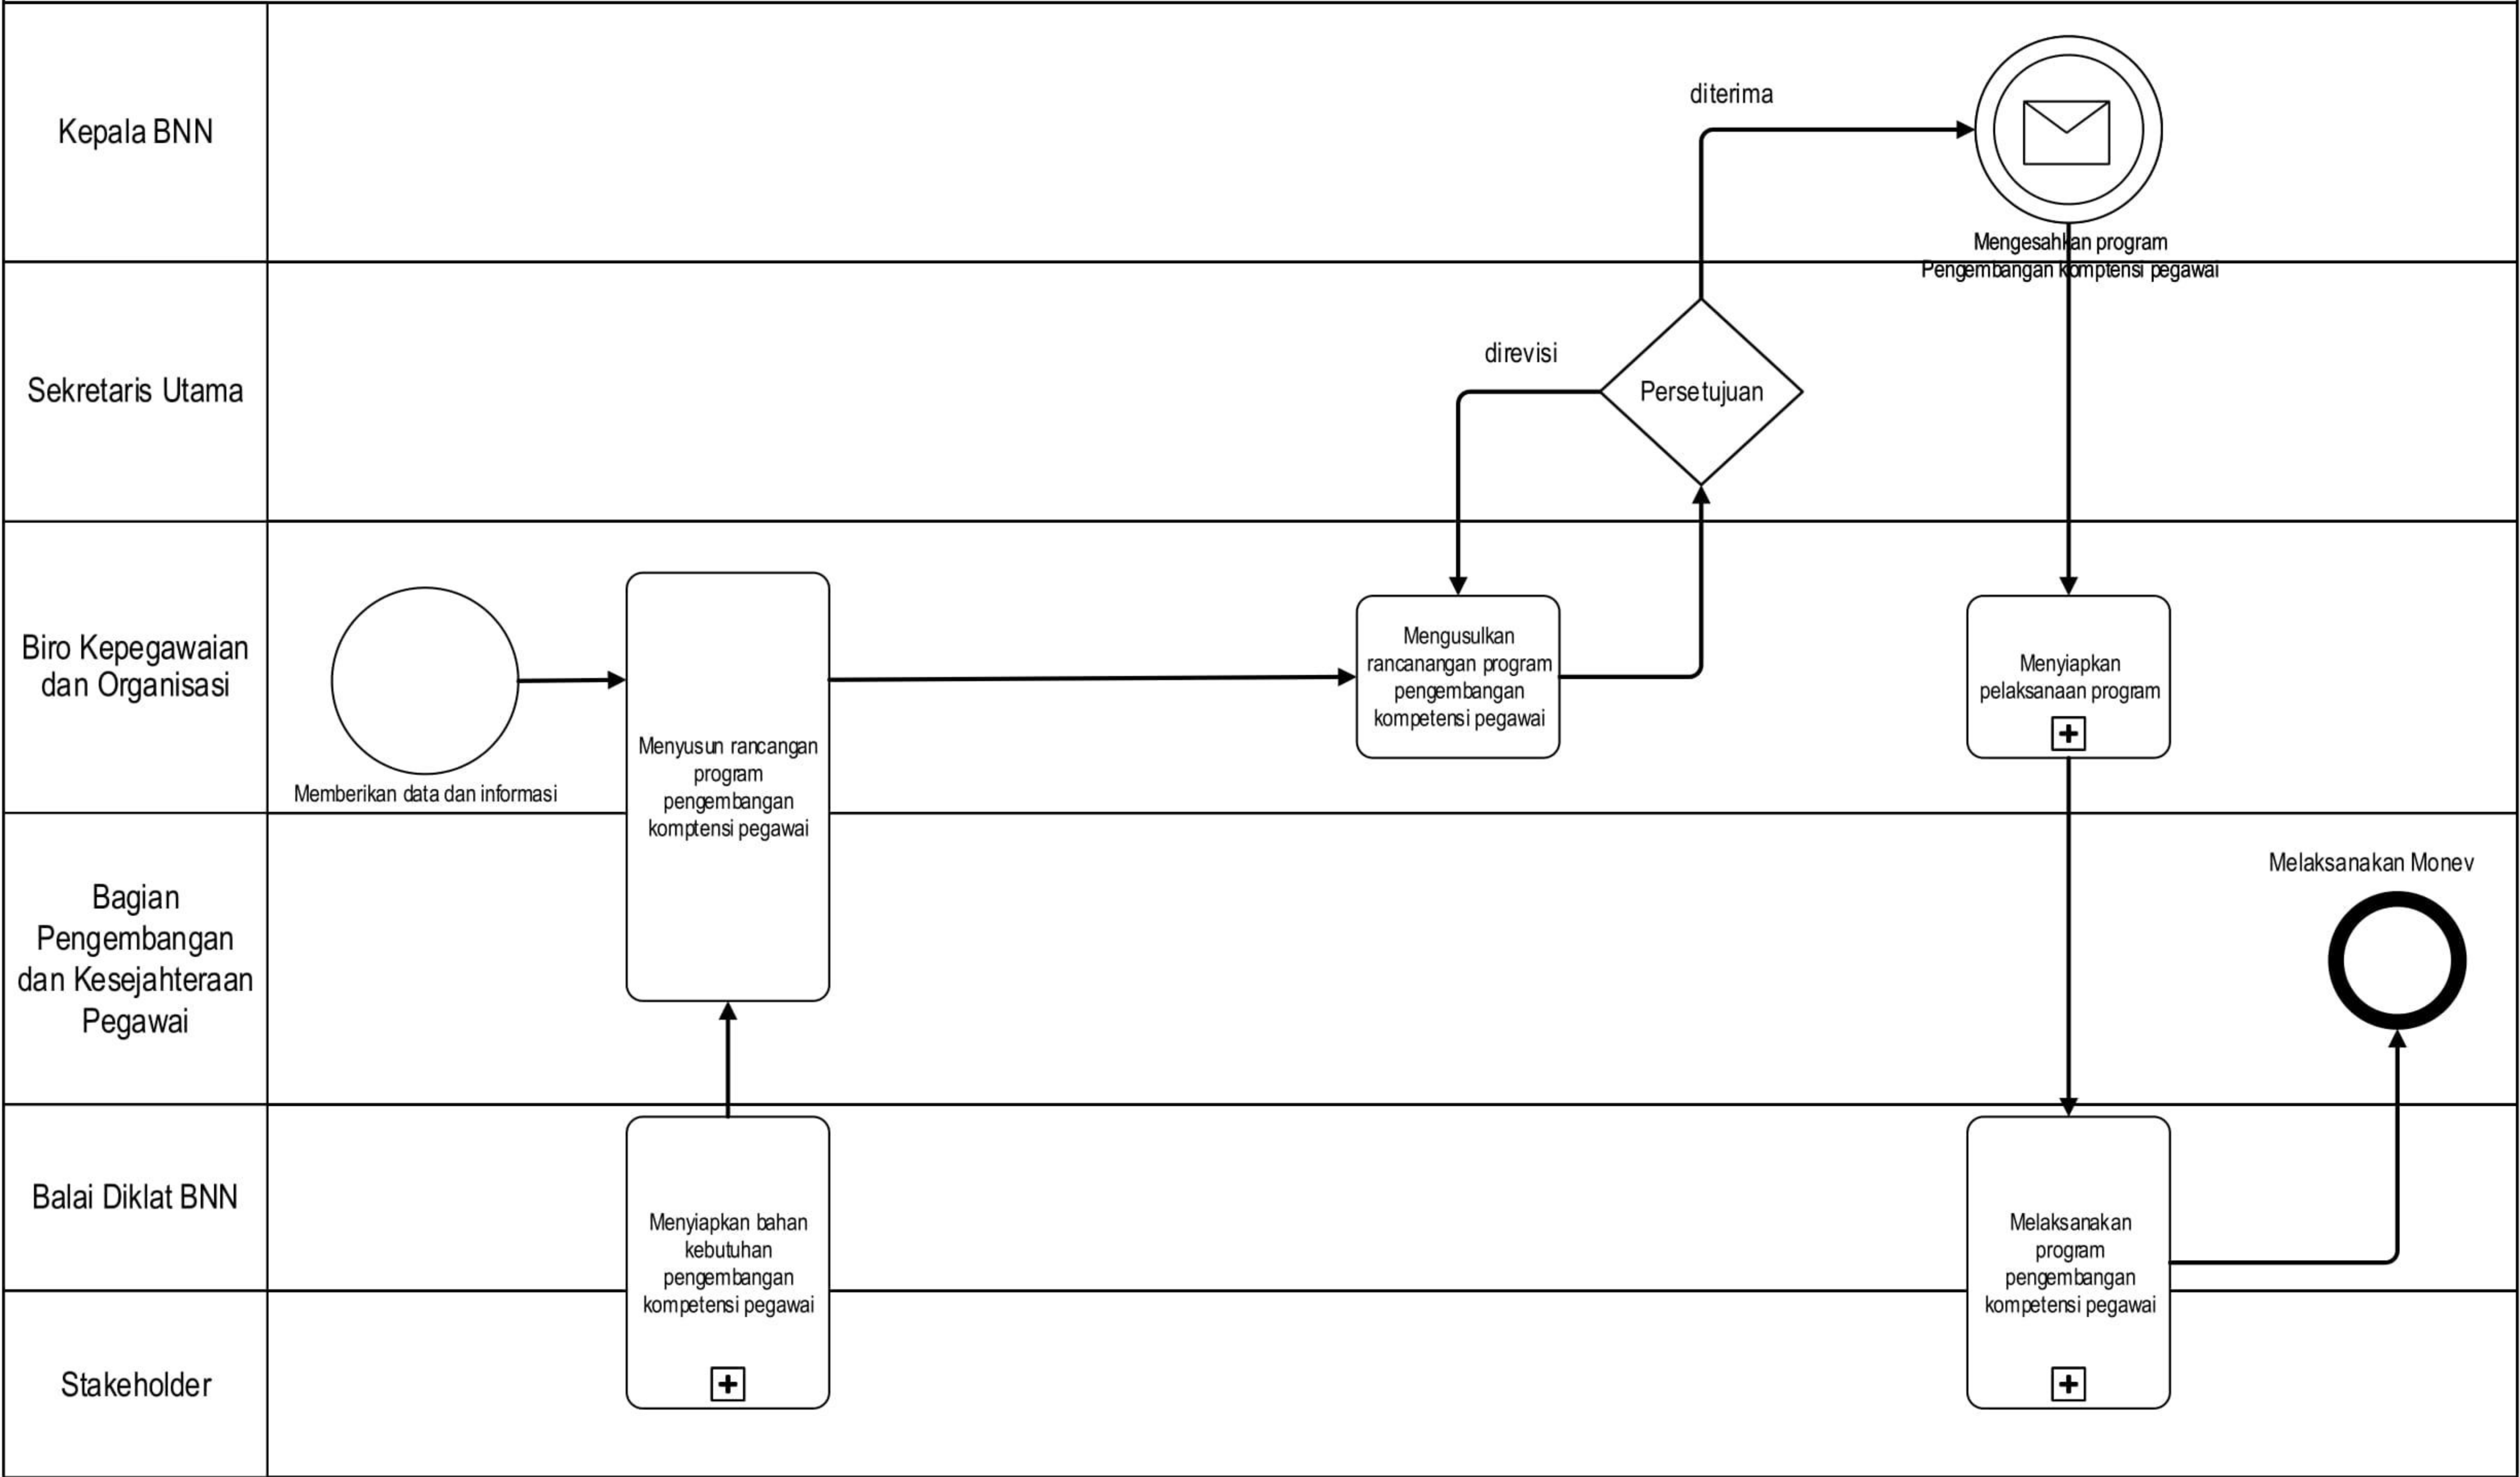 Kepala BNN
diterima
Mengesahkan program
Pengembangan komptensi pegawai
Sekretaris Utama
direvisi
Persetujuan
Biro Kepegawaian
dan Organisasi
Memberikan data dan informasi
Menyusun rancangan
program
pengembangan
komptensi pegawai
Mengusulkan
rancanangan program
pengembangan
kompetensi pegawai
Menyiapkan
pelaksanaan program
Bagian
Pengembangan
dan Kesejahteraan
Pegawai
Melaksanakan Monev
Balai Diklat BNN
Menyiapkan bahan
kebutuhan
pengembangan
kompetensi pegawai
Melaksanakan
program
pengembangan
kompetensi pegawai
Stakeholder